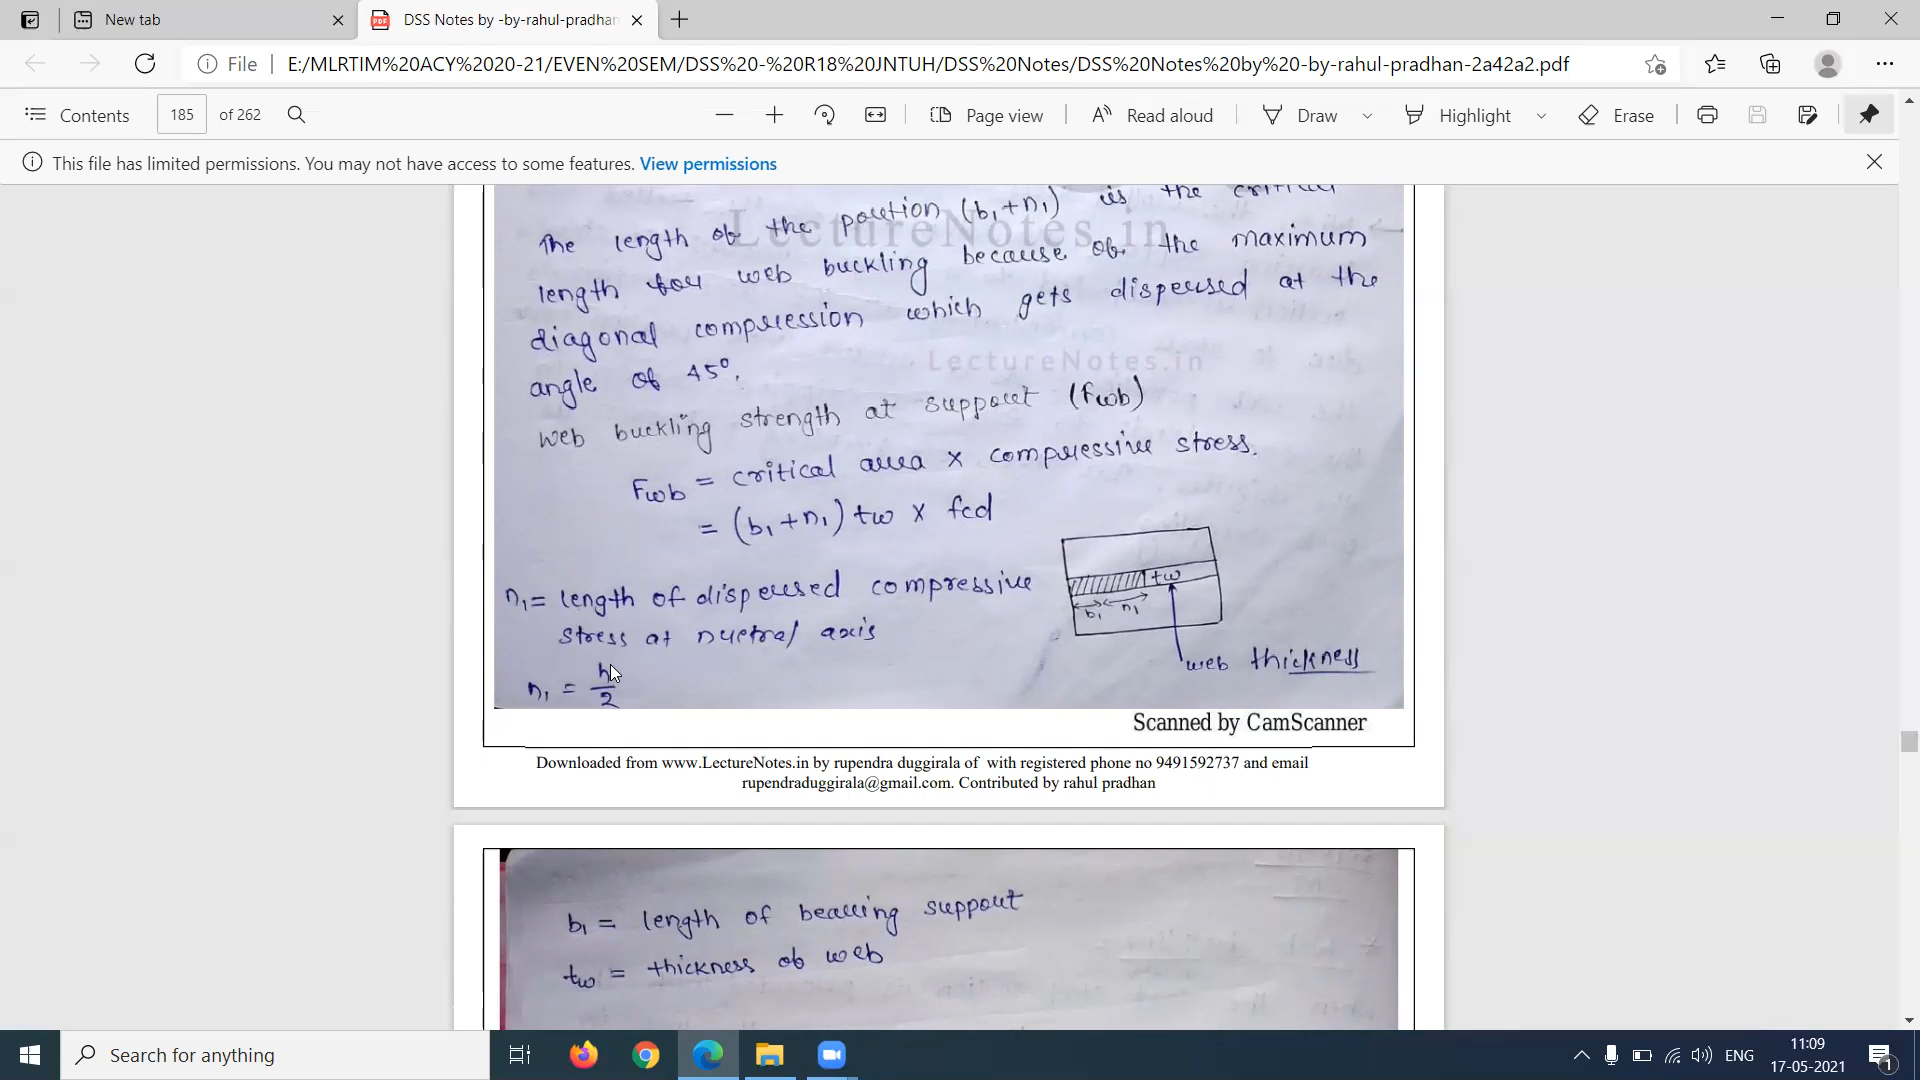 New tab
DSS Notes by -by-rahul-pradhan
File
E:/MLRTIM%20ACY%2020-21/EVEN%20SEM/DSS%20-%20R18%20JNTUH/DSS%20Notes/DSS%20Notes%20by%20-by-rahul-pradhan-2a42a2.pdf
Contents 185 of 262 Page view Read aloud Draw Highlight Erase
This file has limited permissions. You may not have access to some features. View permissions
LectureNotes.in
The length of the portion (b₁+n₁) is the critical
length for web buckling because of the maximum
diagonal compression which gets dispersed at the
LectureNotes.in
angle of 45°.
web buckling strength at support (Fwb)
Fwb = critical area x compressive stress.
= (b₁+n₁) tw x fcd
n₁ = length of dispersed compressive
stress at nuetral axis
n₁ = h/2
tw
b₁ n₁
web thickness
Scanned by CamScanner
Downloaded from www.LectureNotes.in by rupendra duggirala of with registered phone no 9491592737 and email
rupendraduggirala@gmail.com. Contributed by rahul pradhan
b₁ = length of bearing support
tw = thickness of web
Search for anything
ENG
11:09
17-05-2021
1